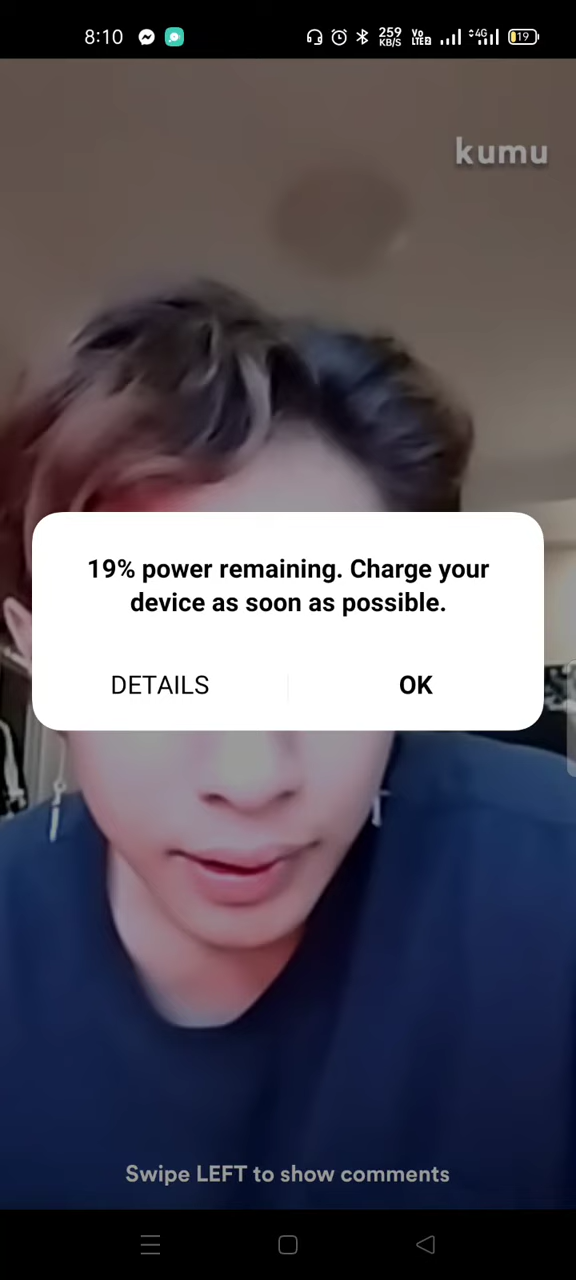 8:10
259
KB/S
Vo
LTE2
4G
19
kumu
19% power remaining. Charge your
device as soon as possible.
DETAILS
OK
Swipe LEFT to show comments